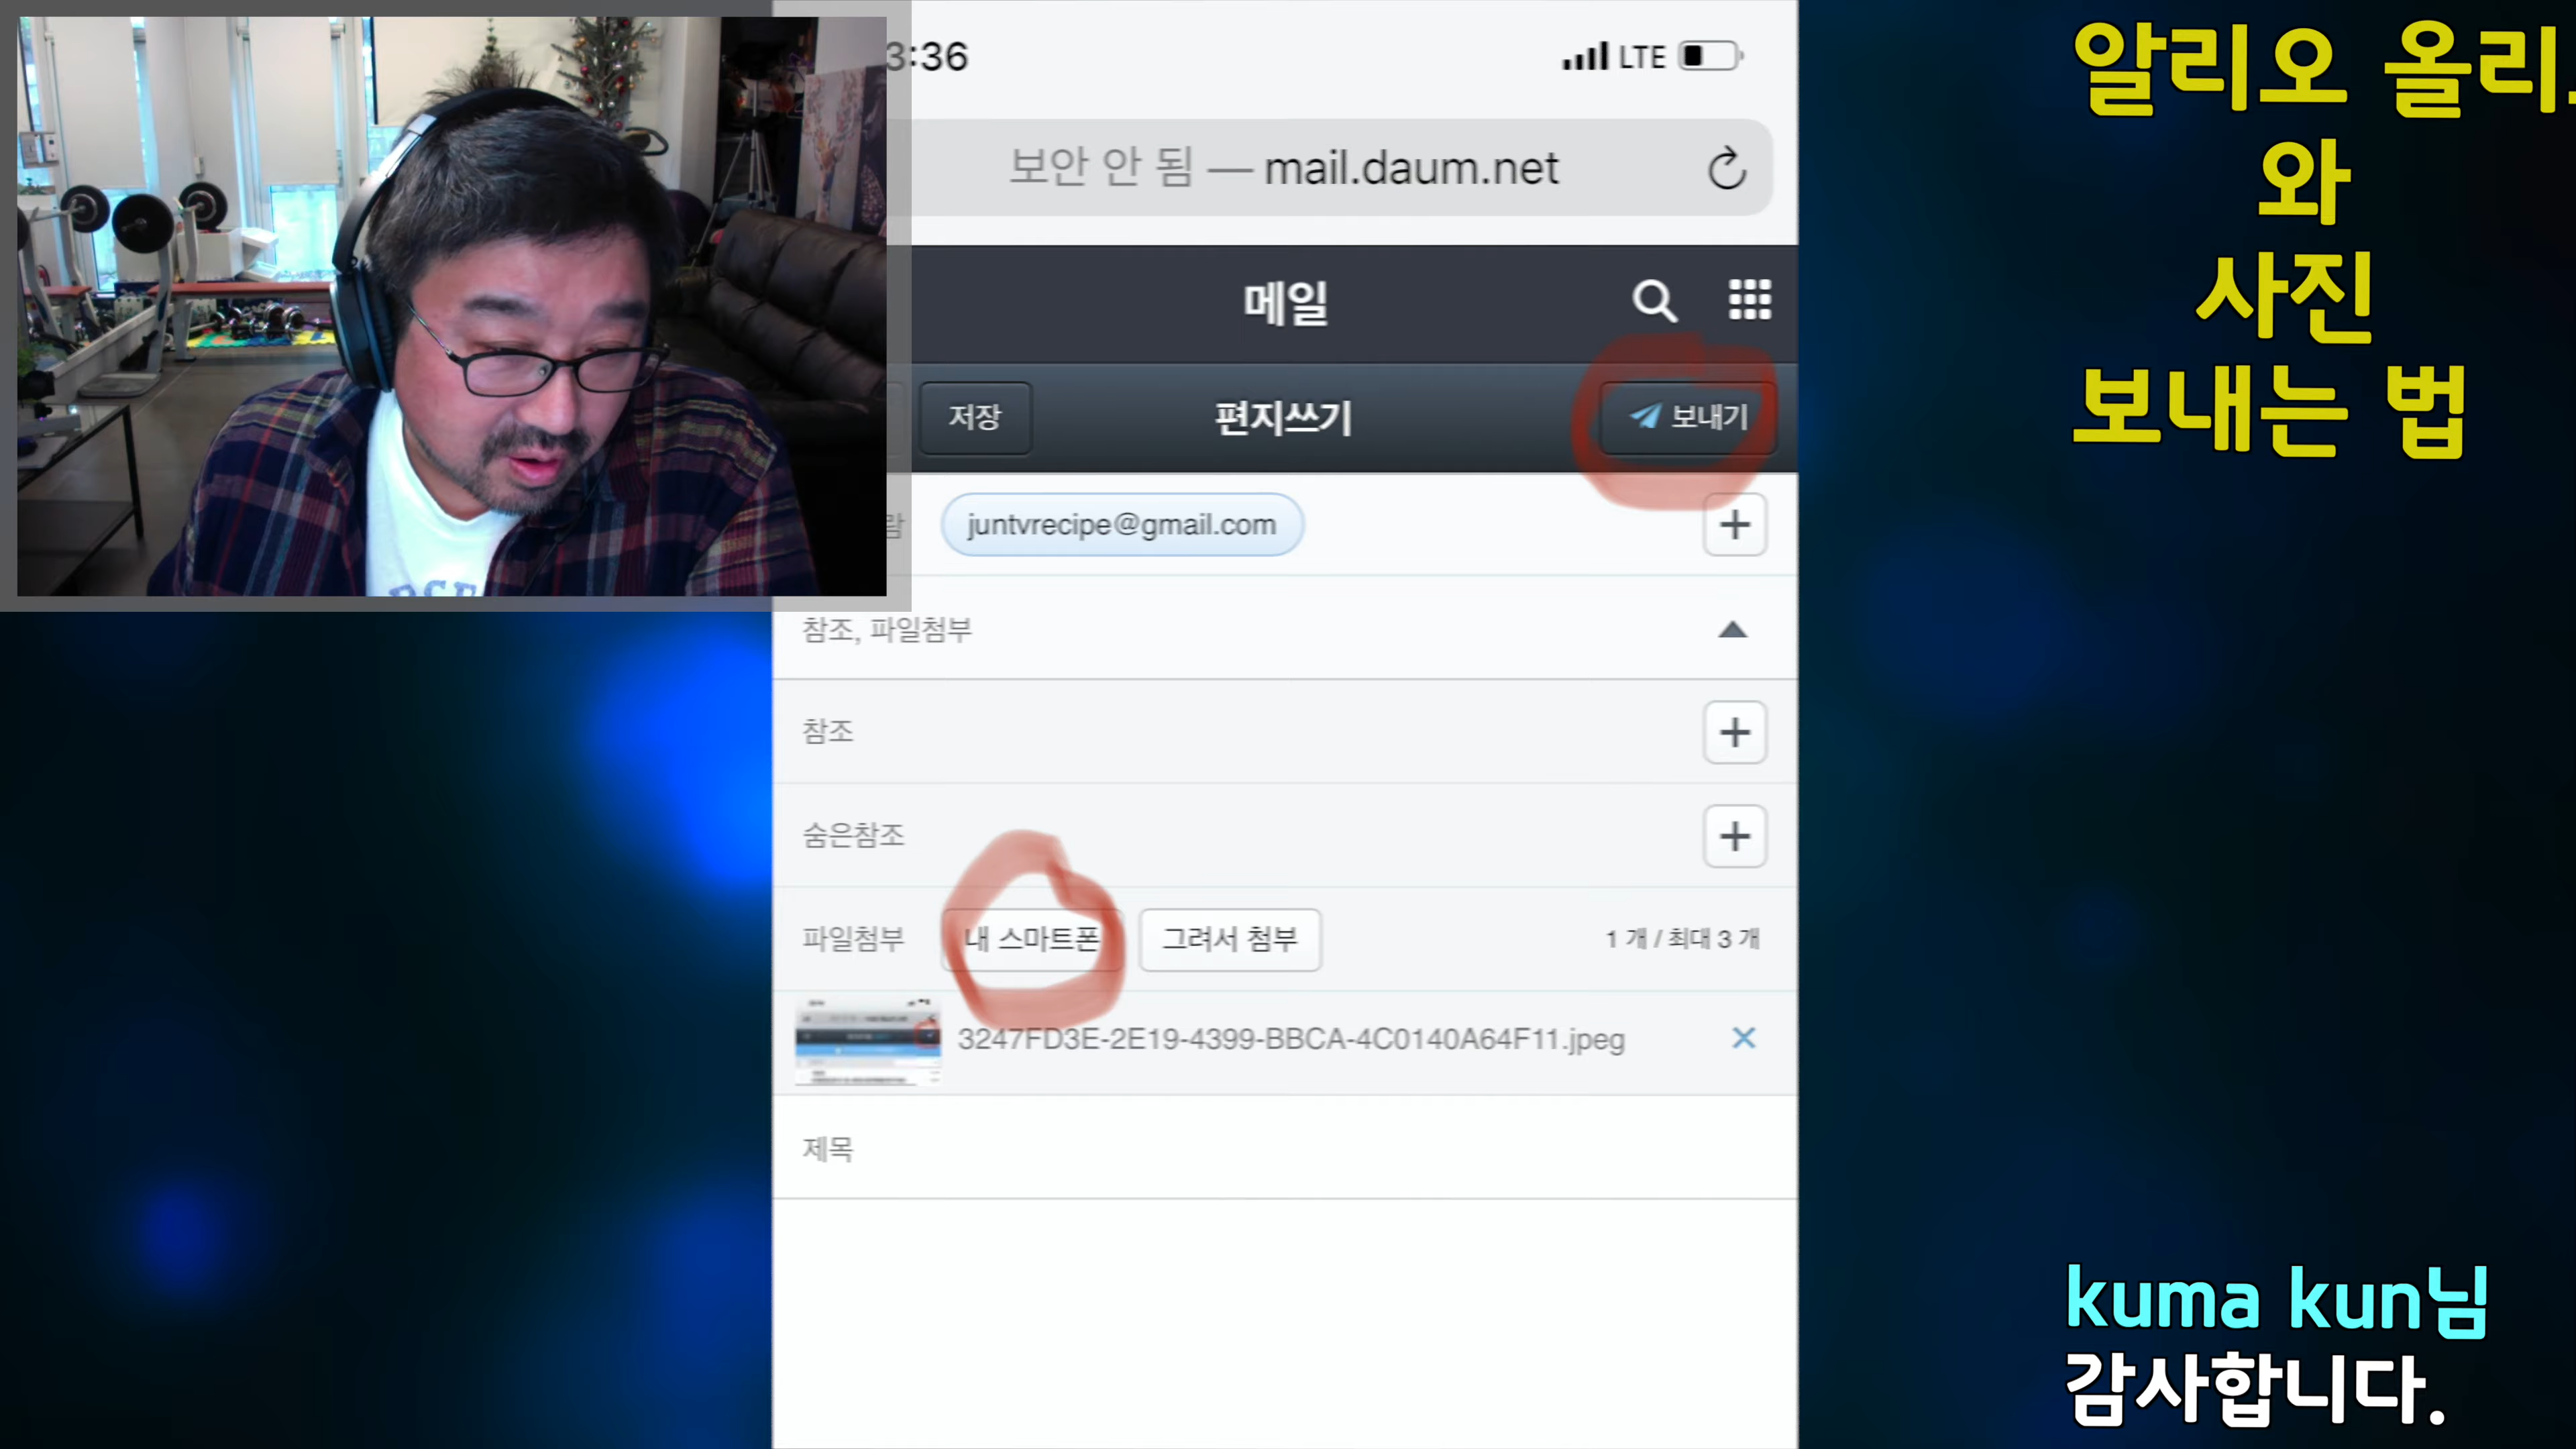 3:36
LTE
보안 안 됨 — mail.daum.net
메일
저장
편지쓰기
보내기
juntvrecipe@gmail.com
참조, 파일첨부
참조
숨은참조
파일첨부
내 스마트폰
그려서 첨부
1 개 / 최대 3 개
3247FD3E-2E19-4399-BBCA-4C0140A64F11.jpeg
제목
알리오 올리
와
사진
보내는 법
kuma kun님
감사합니다.